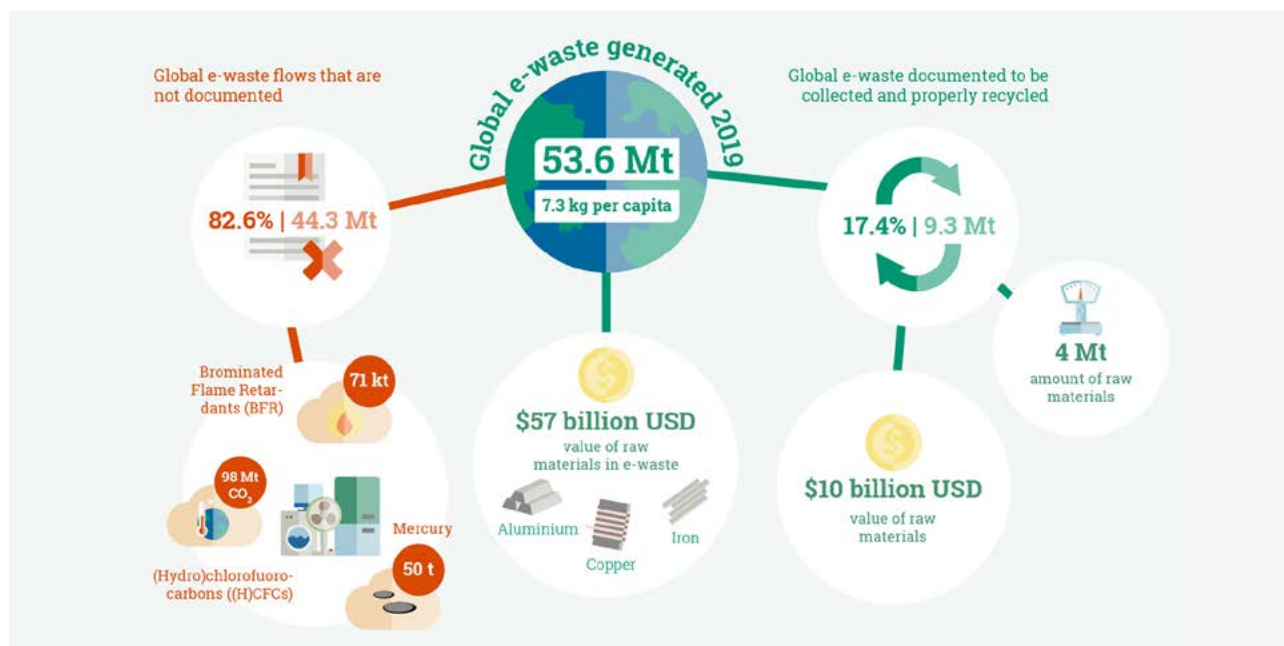 Global e-waste generated 2019
53.6 Mt
7.3 kg per capita
Global e-waste flows that are
not documented
82.6% | 44.3 Mt
Brominated
Flame Retar-
dants (BFR)
71 kt
98 Mt
CO₂
(Hydro)chlorofuoro-
carbons ((H)CFCs)
Mercury
50 t
$57 billion USD
value of raw
materials in e-waste
Aluminium
Copper
Iron
Global e-waste documented to be
collected and properly recycled
17.4% | 9.3 Mt
4 Mt
amount of raw
materials
$10 billion USD
value of raw
materials